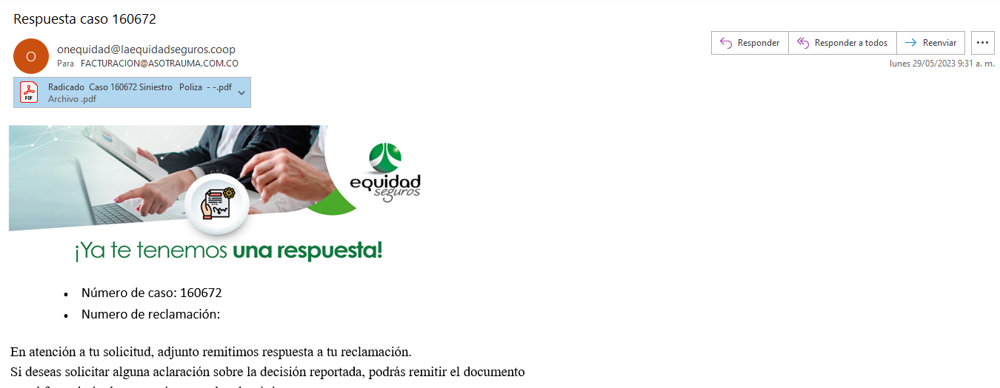 Respuesta caso 160672
O
onequidad@laequidadseguros.coop
Para FACTURACION@ASOTRAUMA.COM.CO
Responder
Responder a todos
Reenviar
lunes 29/05/2023 9:31 a. m.
Radicado Caso 160672 Siniestro Poliza - -.pdf
Archivo .pdf
PDF
equidad
seguros
¡Ya te tenemos una respuesta!
• Número de caso: 160672
• Numero de reclamación:
En atención a tu solicitud, adjunto remitimos respuesta a tu reclamación.
Si deseas solicitar alguna aclaración sobre la decisión reportada, podrás remitir el documento